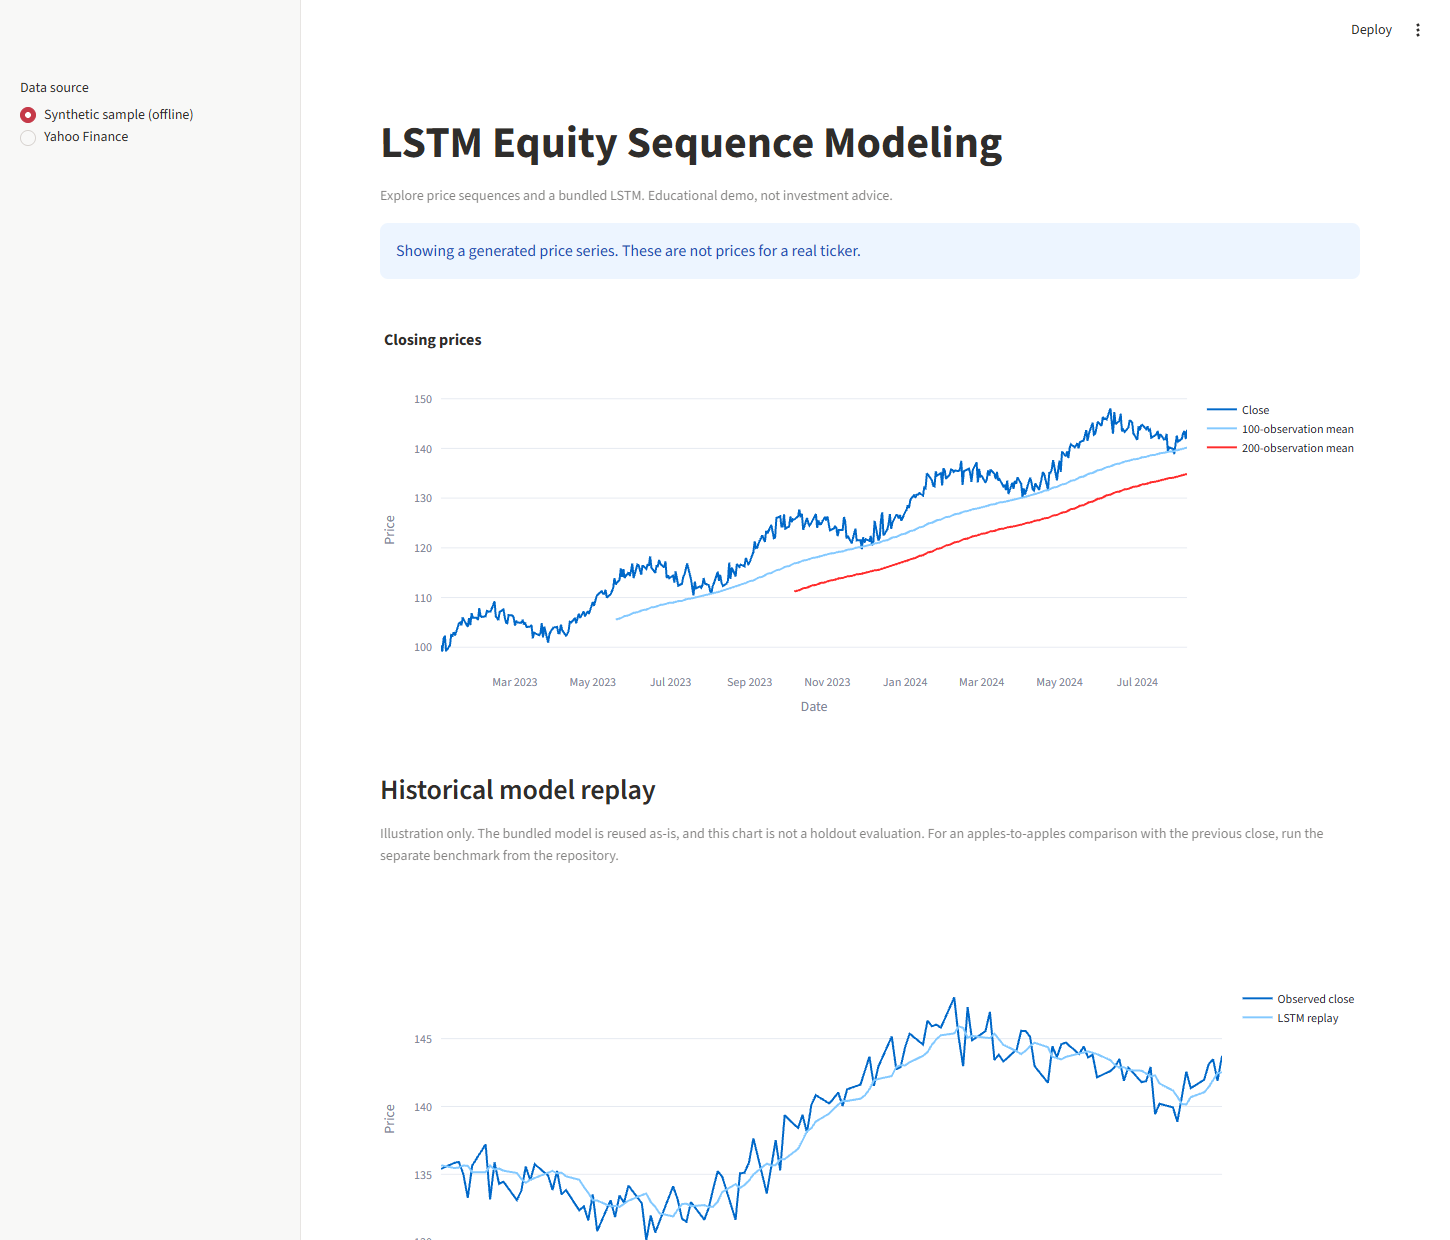 Deploy
Data source
Synthetic sample (offline)
Yahoo Finance
LSTM Equity Sequence Modeling
Explore price sequences and a bundled LSTM. Educational demo, not investment advice.
Showing a generated price series. These are not prices for a real ticker.
Closing prices
150
140
130
120
110
100
Price
Mar 2023
May 2023
Jul 2023
Sep 2023
Nov 2023
Jan 2024
Mar 2024
May 2024
Jul 2024
Date
Close
100-observation mean
200-observation mean
Historical model replay
Illustration only. The bundled model is reused as-is, and this chart is not a holdout evaluation. For an apples-to-apples comparison with the previous close, run the
separate benchmark from the repository.
145
140
135
Price
Observed close
LSTM replay